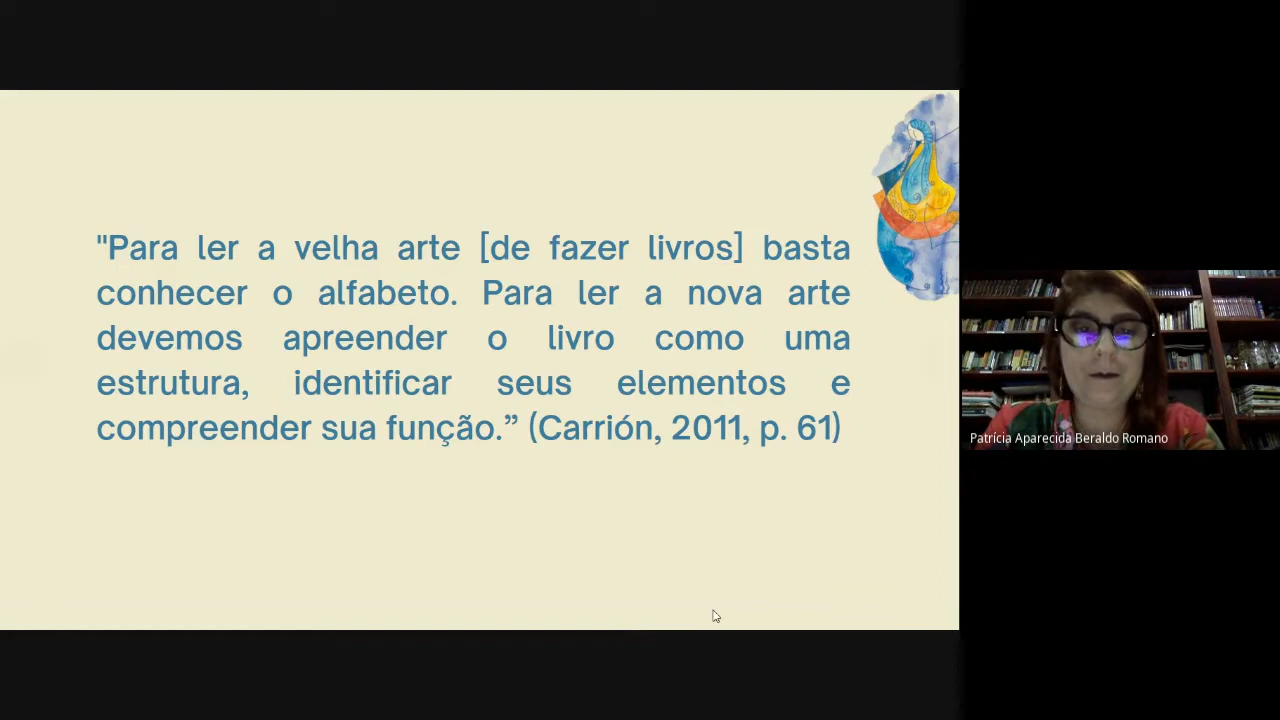 "Para ler a velha arte [de fazer livros] basta
conhecer o alfabeto. Para ler a nova arte
devemos apreender o livro como uma
estrutura, identificar seus elementos e
compreender sua função.” (Carrión, 2011, p. 61)
Patrícia Aparecida Beraldo Romano